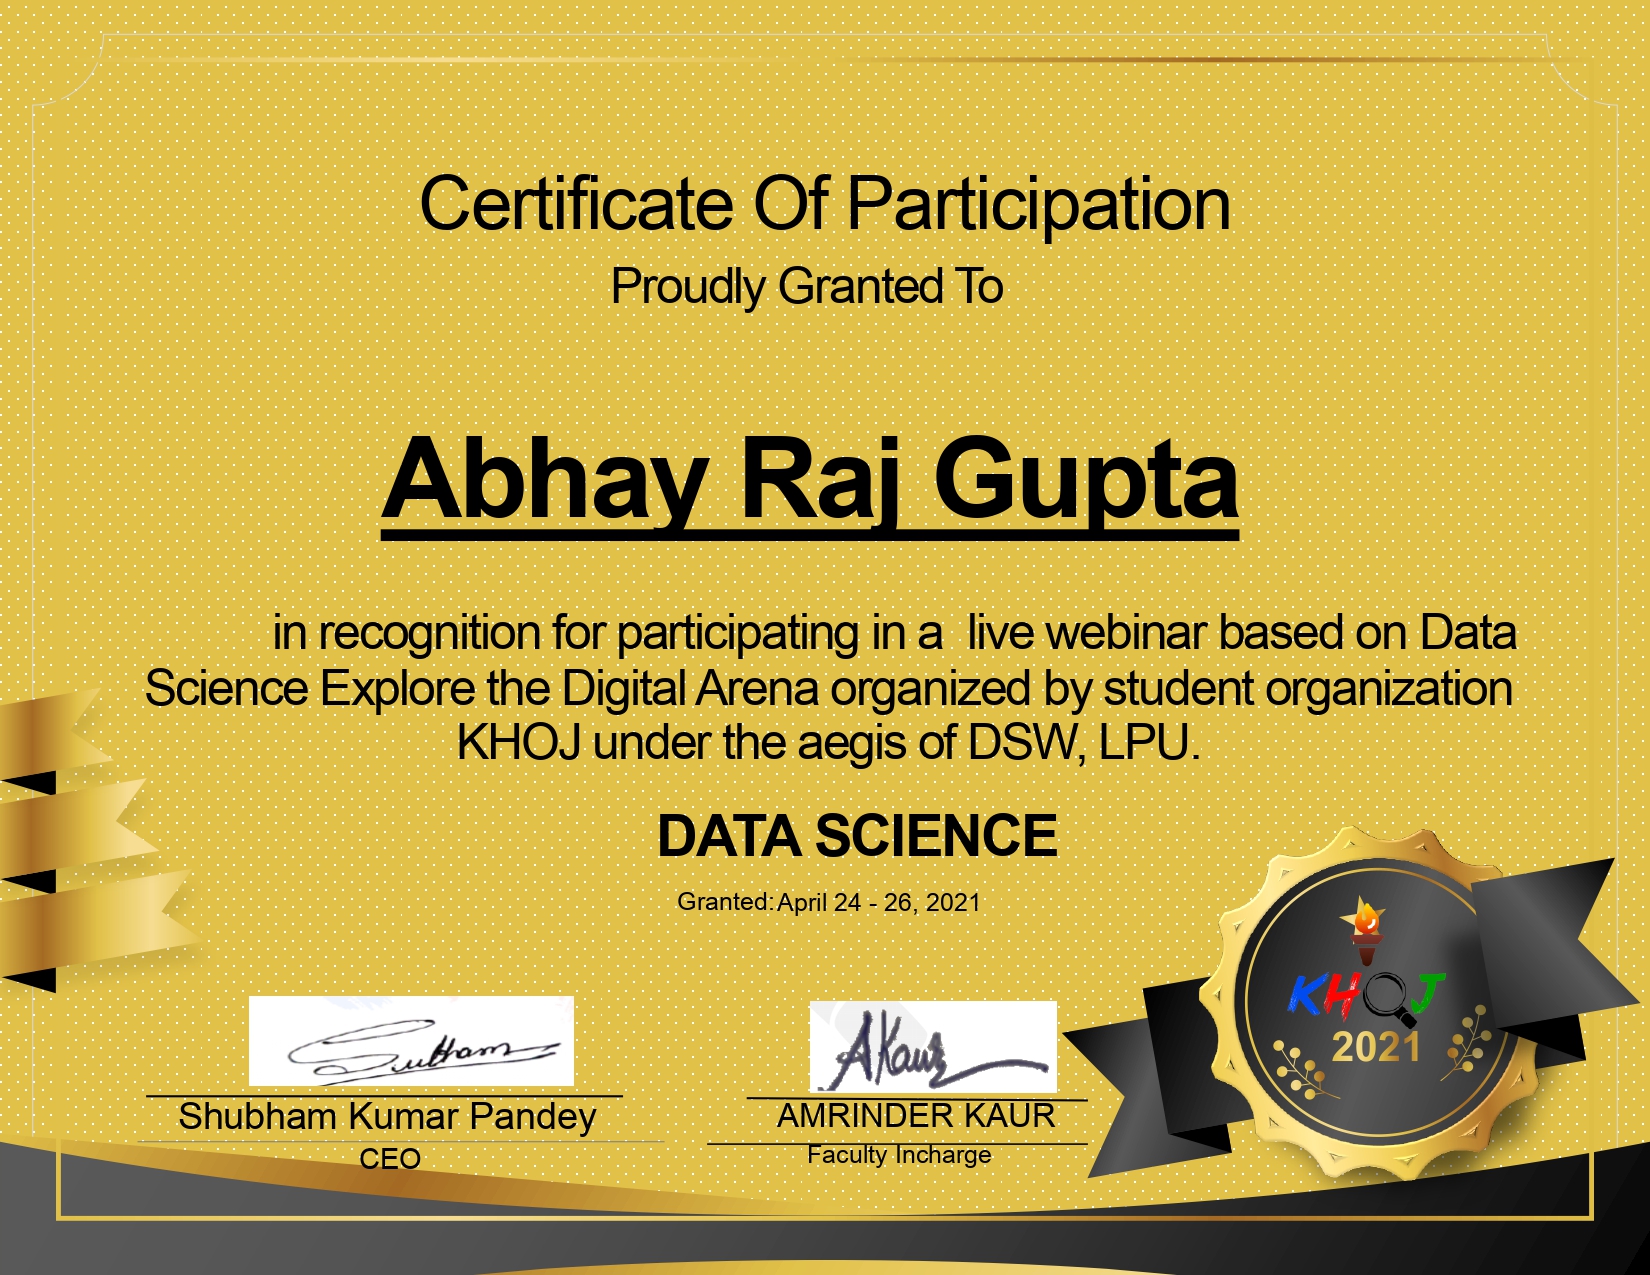 Certificate Of Participation
Proudly Granted To
Abhay Raj Gupta
in recognition for participating in a live webinar based on Data
Science Explore the Digital Arena organized by student organization
KHOJ under the aegis of DSW, LPU.
DATA SCIENCE
Granted: April 24 - 26, 2021
KHOJ
2021
Subham
AKaur
Shubham Kumar Pandey
AMRINDER KAUR
CEO
Faculty Incharge